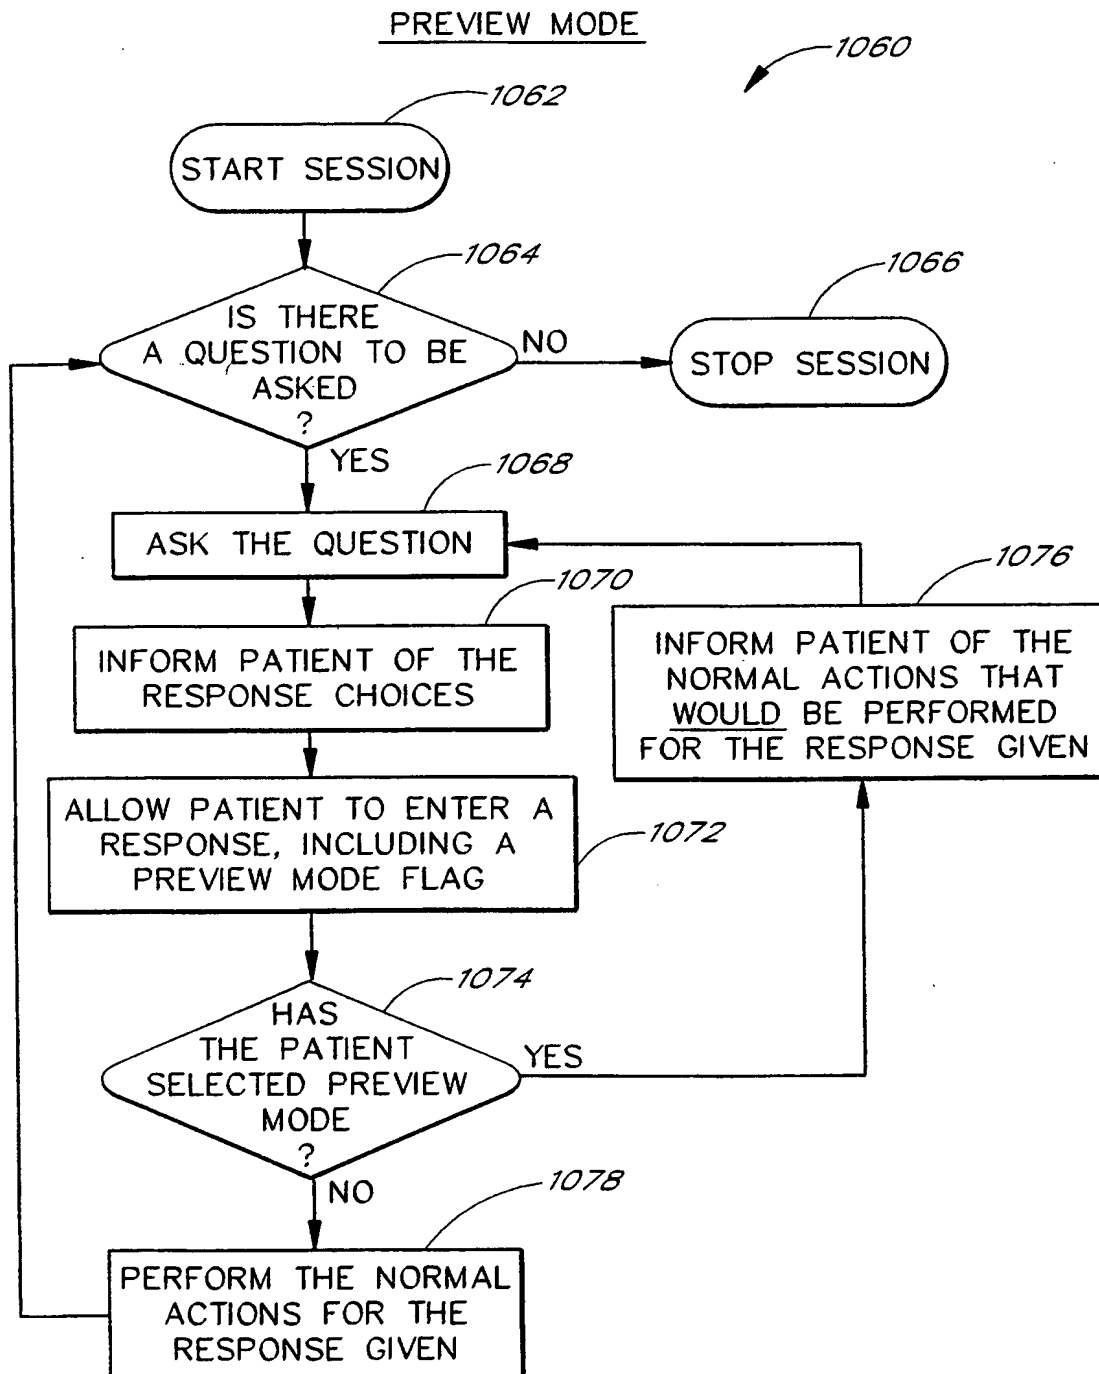 PREVIEW MODE
1060
1062
START SESSION
1064
IS THERE
A QUESTION TO BE
ASKED
?
NO
1066
STOP SESSION
YES
1068
ASK THE QUESTION
1070
INFORM PATIENT OF THE
RESPONSE CHOICES
1076
INFORM PATIENT OF THE
NORMAL ACTIONS THAT
WOULD BE PERFORMED
FOR THE RESPONSE GIVEN
ALLOW PATIENT TO ENTER A
RESPONSE, INCLUDING A
PREVIEW MODE FLAG
1072
1074
HAS
THE PATIENT
SELECTED PREVIEW
MODE
?
YES
NO
1078
PERFORM THE NORMAL
ACTIONS FOR THE
RESPONSE GIVEN